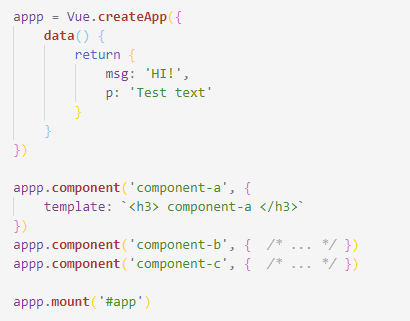 appp = Vue.createApp({
    data() {
        return {
            msg: 'HI!',
            p: 'Test text'
        }
    }
})

appp.component('component-a', {
    template: `<h3> component-a </h3>`
})
appp.component('component-b', {  /* ... */ })
appp.component('component-c', {  /* ... */ })

appp.mount('#app')